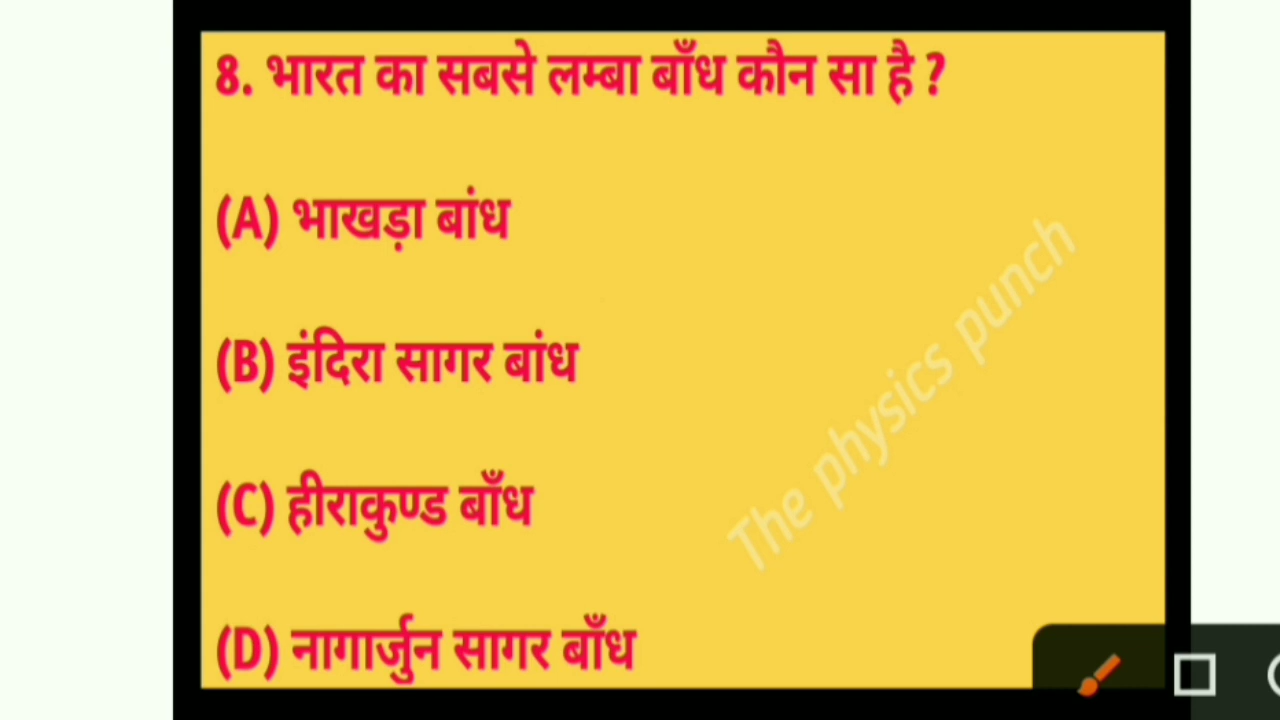 8. भारत का सबसे लम्बा बाँध कौन सा है ?
(A) भाखड़ा बांध
(B) इंदिरा सागर बांध
(C) हीराकुण्ड बाँध
(D) नागार्जुन सागर बाँध
The physics punch